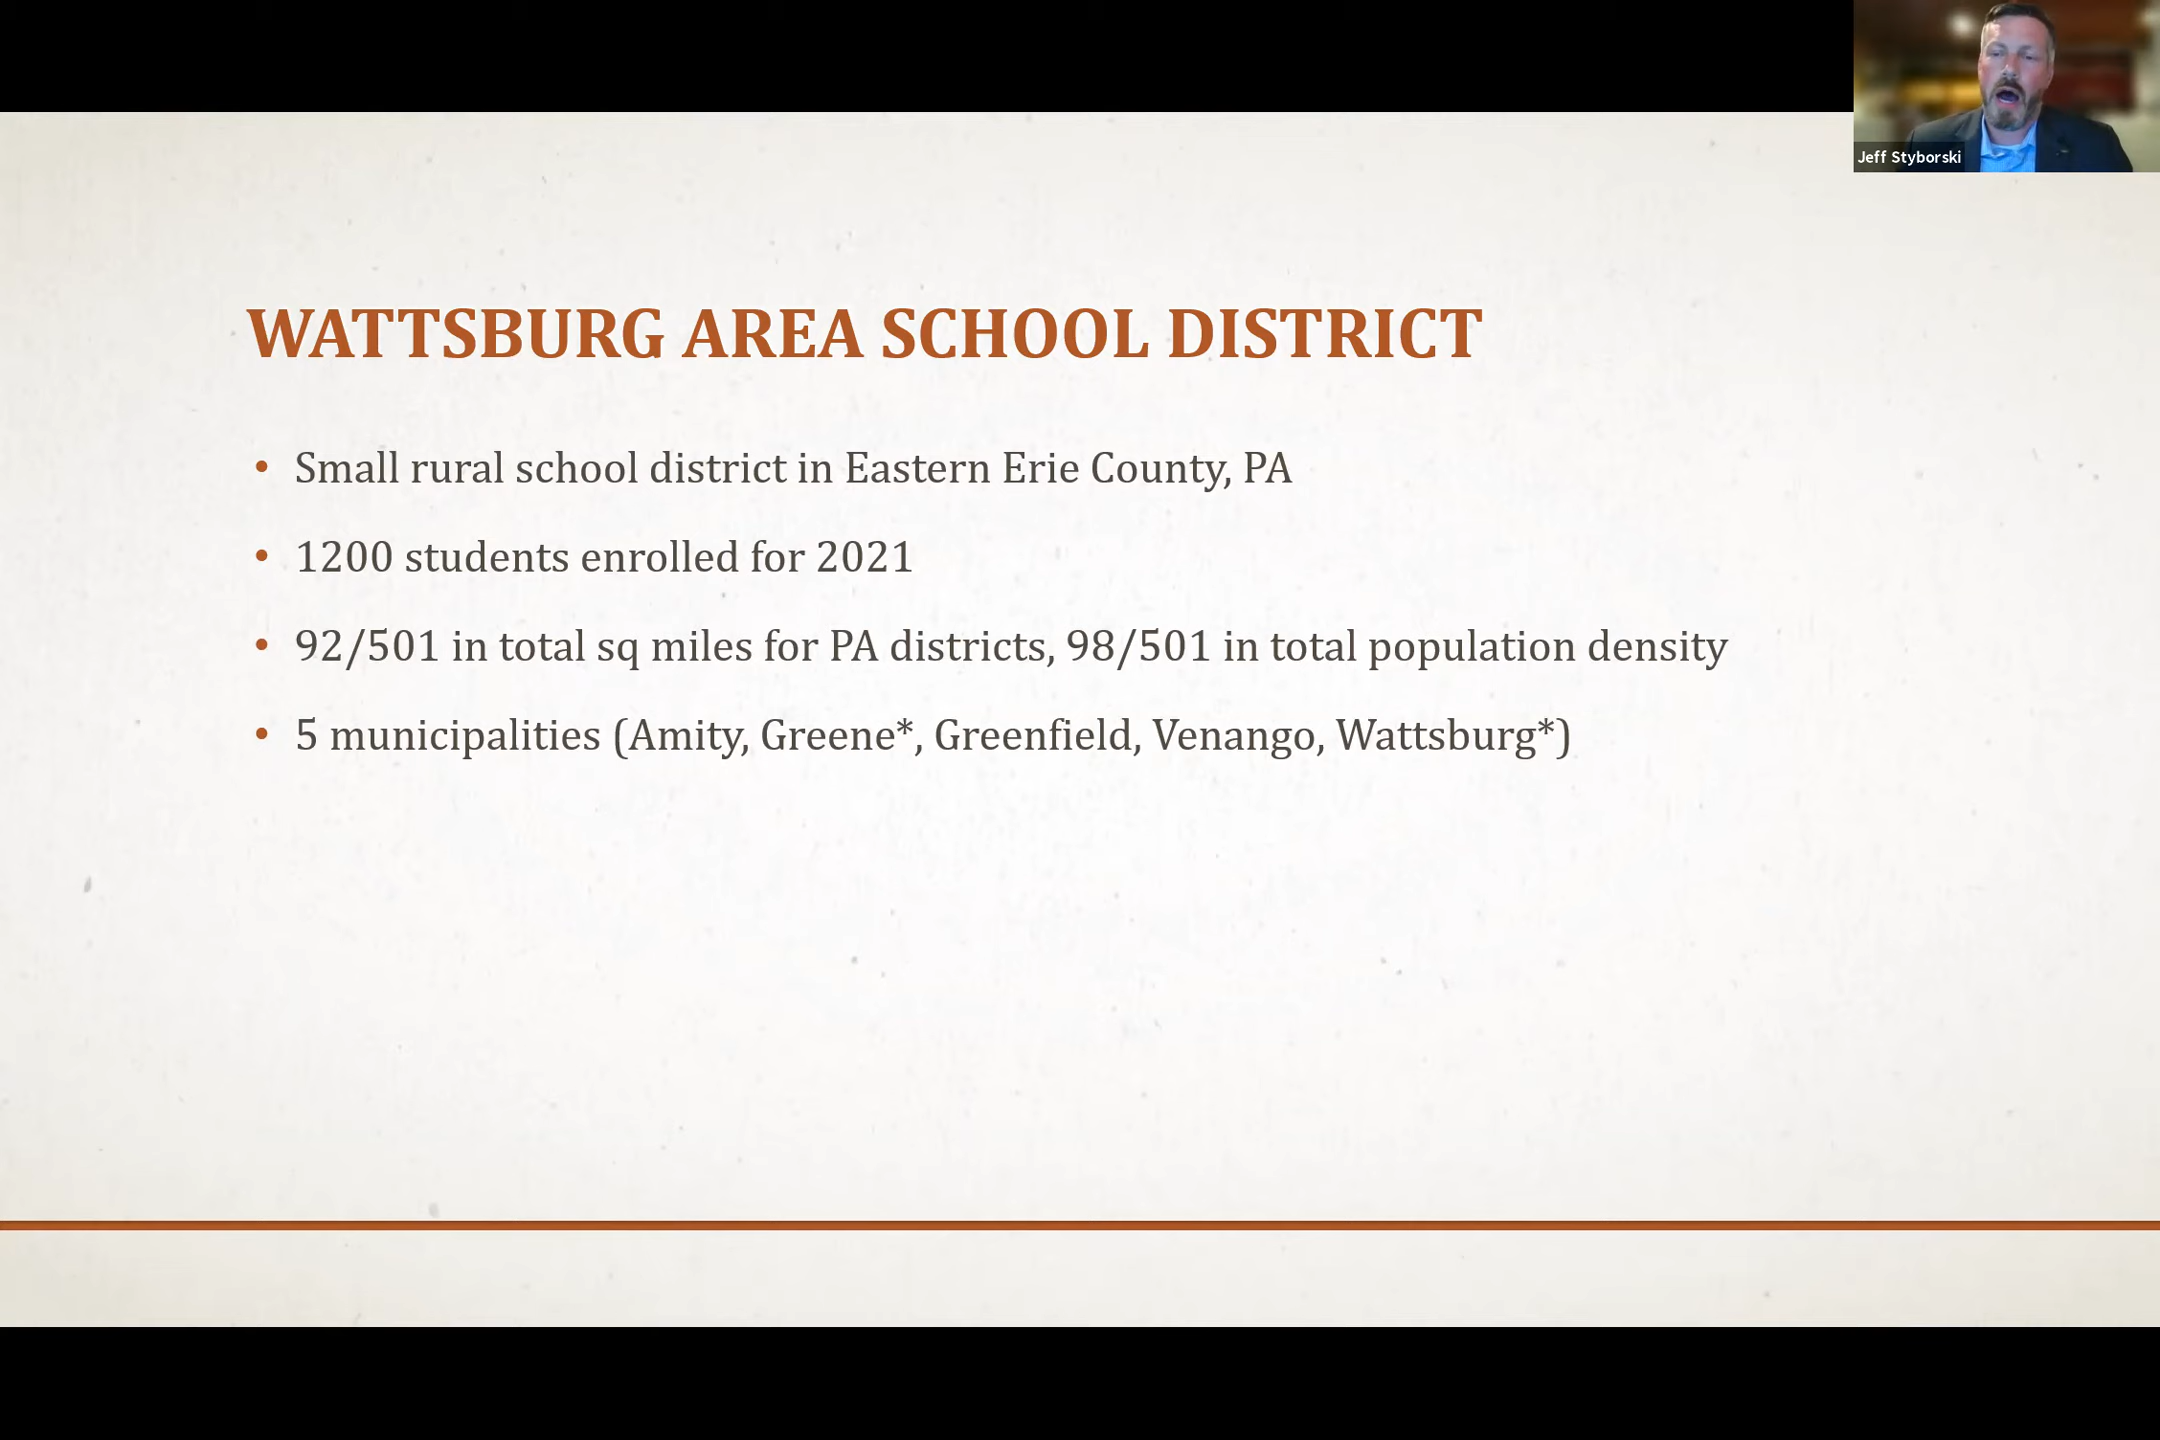 Jeff Styborski
WATTSBURG AREA SCHOOL DISTRICT
• Small rural school district in Eastern Erie County, PA
• 1200 students enrolled for 2021
• 92/501 in total sq miles for PA districts, 98/501 in total population density
• 5 municipalities (Amity, Greene*, Greenfield, Venango, Wattsburg*)